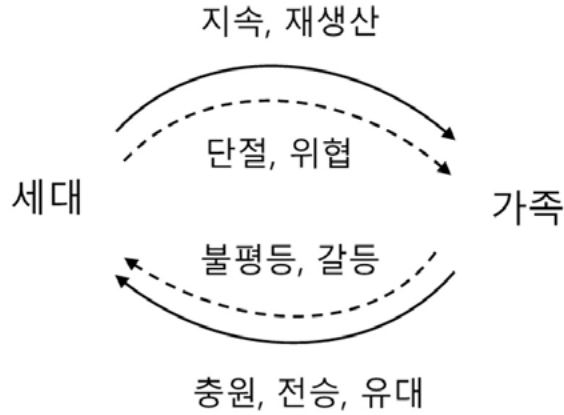 지속, 재생산
단절, 위협
세대
가족
불평등, 갈등
충원, 전승, 유대